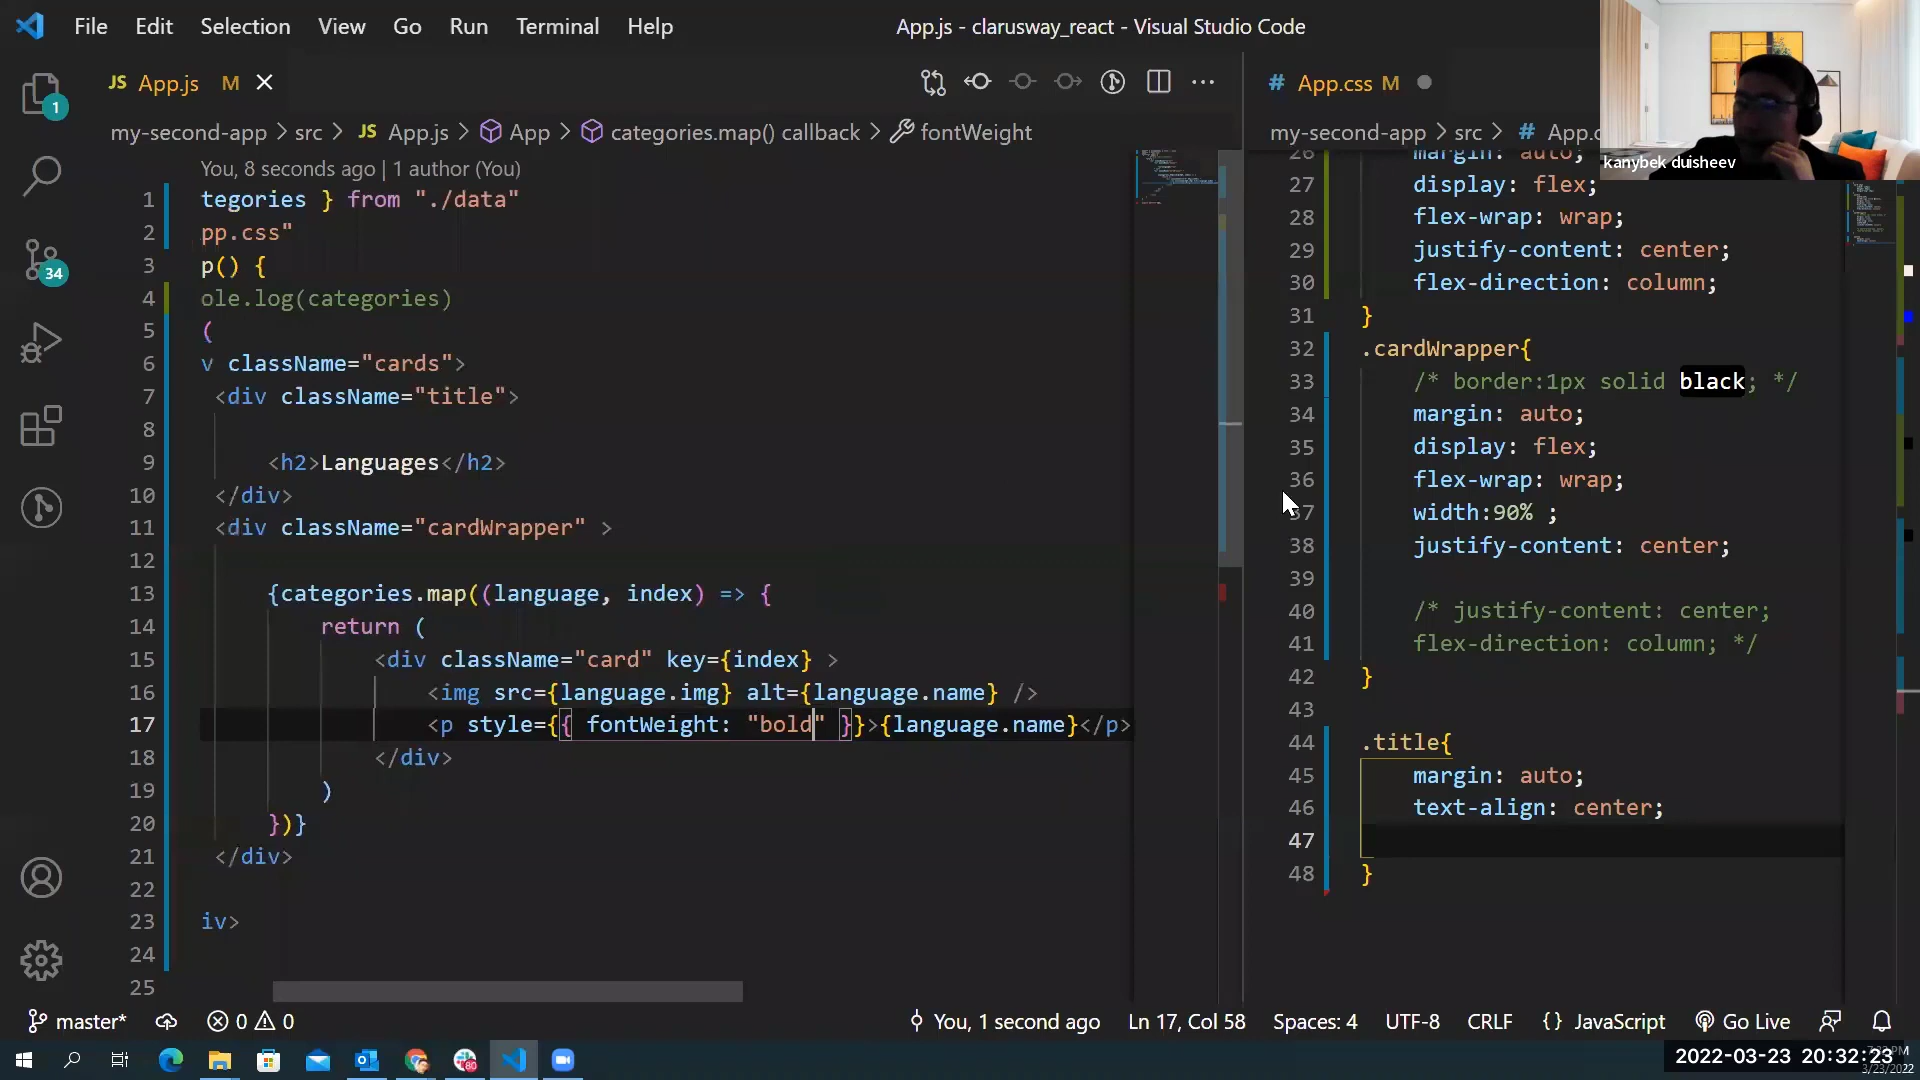 File Edit Selection View Go Run Terminal Help
App.js - clarusway_react - Visual Studio Code
JS App.js M
# App.css M
my-second-app > src > JS App.js > App > categories.map() callback > fontWeight
my-second-app > src > # App.c
kanybek duisheev
You, 8 seconds ago | 1 author (You)
1 tegories } from "./data"
2 pp.css"
3 p() {
4 ole.log(categories)
5 (
6 v className="cards">
7 <div className="title">
8
9 <h2>Languages</h2>
10 </div>
11 <div className="cardWrapper" >
12
13 {categories.map((language, index) => {
14 return (
15 <div className="card" key={index} >
16 <img src={language.img} alt={language.name} />
17 <p style={{ fontWeight: "bold" }}>{language.name}</p>
18 </div>
19 )
20 })}
21 </div>
22
23 iv>
24
25
26 margin: auto;
27 display: flex;
28 flex-wrap: wrap;
29 justify-content: center;
30 flex-direction: column;
31 }
32 .cardWrapper{
33 /* border:1px solid black; */
34 margin: auto;
35 display: flex;
36 flex-wrap: wrap;
37 width:90% ;
38 justify-content: center;
39
40 /* justify-content: center;
41 flex-direction: column; */
42 }
43
44 .title{
45 margin: auto;
46 text-align: center;
47
48 }
1
34
master* 0 0
You, 1 second ago Ln 17, Col 58 Spaces: 4 UTF-8 CRLF {} JavaScript Go Live
80
2022-03-23 20:32:23
3/23/2022